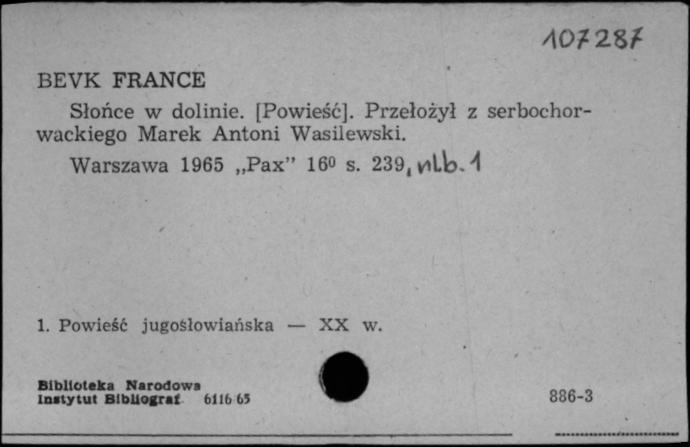 107287
BEVK FRANCE
Słońce w dolinie. [Powieść]. Przełożył z serbochor-
wackiego Marek Antoni Wasilewski.
Warszawa 1965 „Pax” 16⁰ s. 239, nlb. 1
1. Powieść jugosłowiańska — XX w.
Biblioteka Narodowa
Instytut Bibliograf. 6116 65
886-3